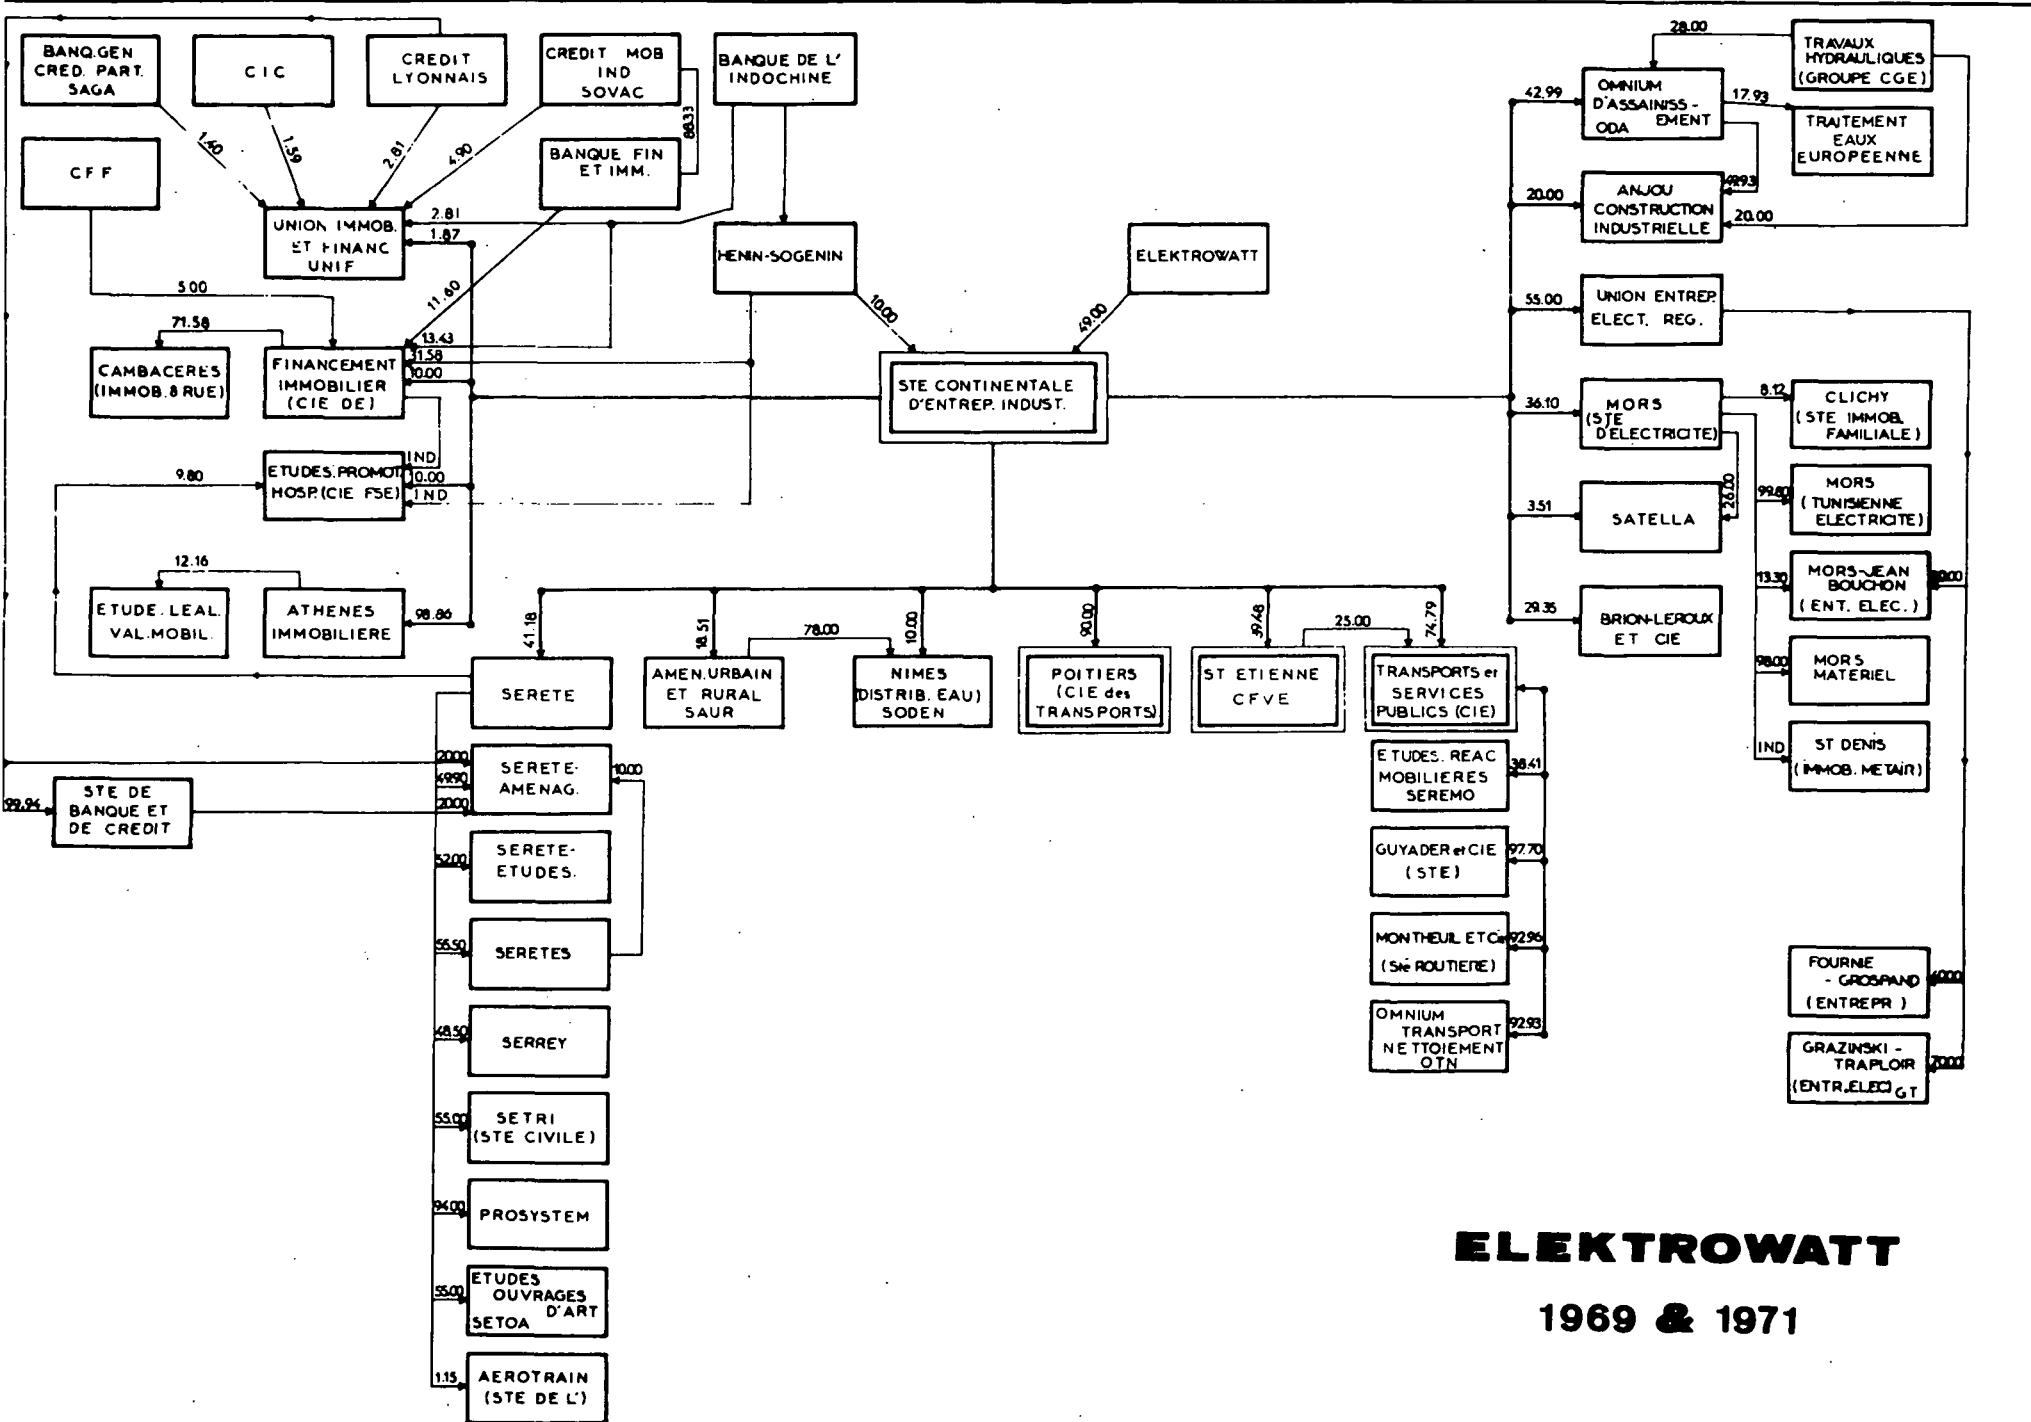 BANQ.GEN
CRED. PART.
SAGA
CIC
CREDIT
LYONNAIS
CREDIT MOB
IND
SOVAC
BANQUE DE L'
INDOCHINE
28.00
TRAVAUX
HYDRAULIQUES
(GROUPE CGE)
42.99
OMNIUM
D'ASSAINISS-
EMENT
ODA
17.93
TRAITEMENT
EAUX
EUROPEENNE
CFF
1.40
1.59
2.81
4.90
88.33
BANQUE FIN
ET IMM.
20.00
ANJOU
CONSTRUCTION
INDUSTRIELLE
20.00
UNION IMMOB.
ET FINANC
UNIF
2.81
1.87
HENIN-SOGENIN
ELEKTROWATT
5 00
11.60
10.00
49.00
55.00
UNION ENTREP.
ELECT. REG.
71.58
CAMBACERES
(IMMOB. 8 RUE)
FINANCEMENT
IMMOBILIER
(CIE DE)
13.43
31.58
10.00
STE CONTINENTALE
D'ENTREP. INDUST.
36.10
MORS
(STE
D'ELECTRICITE)
8.12
CLICHY
(STE IMMOB.
FAMILIALE)
IND
9.80
ETUDES.PROMOT.
HOSP.(CIE FSE)
0.00
IND
3.51
SATELLA
26.00
99.80
MORS
(TUNISIENNE
ELECTRICITE)
12.16
ETUDE. LEAL.
VAL.MOBIL.
ATHENES
IMMOBILIERE
98.86
29.35
BRION-LEROUX
ET CIE
13.30
MORS-JEAN
BOUCHON
(ENT. ELEC.)
41.18
18.51
78.00
10.00
90.00
39.48
25.00
74.79
SERETE
AMEN.URBAIN
ET RURAL
SAUR
NIMES
(DISTRIB. EAU)
SODEN
POITIERS
(CIE des
TRANSPORTS)
ST ETIENNE
CFVE
TRANSPORTS et
SERVICES
PUBLICS (CIE)
98.00
MORS
MATERIEL
IND
ST DENIS
(IMMOB. METAIR)
20.00
49.90
20.00
SERETE-
AMENAG.
10.00
99.94
STE DE
BANQUE ET
DE CREDIT
ETUDES. REAC
MOBILIERES
SEREMO
38.41
52.00
SERETE-
ETUDES.
GUYADER et CIE
(STE)
97.70
55.50
SERETES
MONTHEUIL ET Cie
(Sté ROUTIERE)
92.96
48.50
SERREY
OMNIUM
TRANSPORT
NETTOIEMENT
OTN
92.93
FOURNIE
- GROSPAND
(ENTREPR )
60.00
GRAZINSKI -
TRAPLOIR
(ENTR.ELEC)
GT
70.00
55.00
SETRI
(STE CIVILE)
94.00
PROSYSTEM
55.00
ETUDES
OUVRAGES
D'ART
SETOA
1.15
AEROTRAIN
(STE DE L')
ELEKTROWATT
1969 & 1971